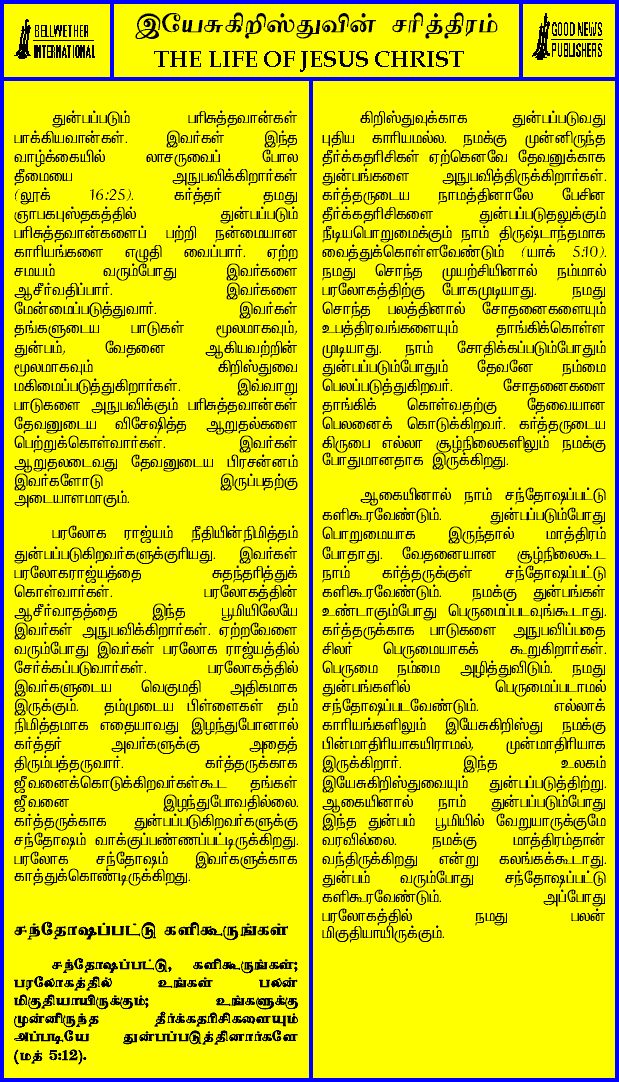 BELLWETHER
INTERNATIONAL
இயேசுகிறிஸ்துவின் சரித்திரம்
THE LIFE OF JESUS CHRIST
GOOD NEWS
PUBLISHERS
துன்பப்படும் பரிசுத்தவான்கள்
பாக்கியவான்கள். இவர்கள் இந்த
வாழ்க்கையில் லாசருவைப் போல
தீமையை அநுபவிக்கிறார்கள்
(லூக் 16:25). கர்த்தர் தமது
ஞாபகபுஸ்தகத்தில் துன்பப்படும்
பரிசுத்தவான்களைப் பற்றி நன்மையான
காரியங்களை எழுதி வைப்பார். ஏற்ற
சமயம் வரும்போது இவர்களை
ஆசீர்வதிப்பார். இவர்களை
மேன்மைப்படுத்துவார். இவர்கள்
தங்களுடைய பாடுகள் மூலமாகவும்,
துன்பம், வேதனை ஆகியவற்றின்
மூலமாகவும் கிறிஸ்துவை
மகிமைப்படுத்துகிறார்கள். இவ்வாறு
பாடுகளை அநுபவிக்கும் பரிசுத்தவான்கள்
தேவனுடைய விசேஷித்த ஆறுதல்களை
பெற்றுக்கொள்வார்கள். இவர்கள்
ஆறுதலடைவது தேவனுடைய பிரசன்னம்
இவர்களோடு இருப்பதற்கு
அடையாளமாகும்.
பரலோக ராஜ்யம் நீதியின்நிமித்தம்
துன்பப்படுகிறவர்களுக்குரியது. இவர்கள்
பரலோகராஜ்யத்தை சுதந்தரித்துக்
கொள்வார்கள். பரலோகத்தின்
ஆசீர்வாதத்தை இந்த பூமியிலேயே
இவர்கள் அநுபவிக்கிறார்கள். ஏற்றவேளை
வரும்போது இவர்கள் பரலோக ராஜ்யத்தில்
சேர்க்கப்படுவார்கள். பரலோகத்தில்
இவர்களுடைய வெகுமதி அதிகமாக
இருக்கும். தம்முடைய பிள்ளைகள் தம்
நிமித்தமாக எதையாவது இழந்துபோனால்
கர்த்தர் அவர்களுக்கு அதைத்
திரும்பத்தருவார். கர்த்தருக்காக
ஜீவனைக்கொடுக்கிறவர்கள்கூட தங்கள்
ஜீவனை இழந்துபோவதில்லை.
கர்த்தருக்காக துன்பப்படுகிறவர்களுக்கு
சந்தோஷம் வாக்குப்பண்ணப்பட்டிருக்கிறது.
பரலோக சந்தோஷம் இவர்களுக்காக
காத்துக்கொண்டிருக்கிறது.
சந்தோஷப்பட்டு களிகூருங்கள்
சந்தோஷப்பட்டு, களிகூருங்கள்;
பரலோகத்தில் உங்கள் பலன்
மிகுதியாயிருக்கும்; உங்களுக்கு
முன்னிருந்த தீர்க்கதரிசிகளையும்
அப்படியே துன்பப்படுத்தினார்களே
(மத் 5:12).
கிறிஸ்துவுக்காக துன்பப்படுவது
புதிய காரியமல்ல. நமக்கு முன்னிருந்த
தீர்க்கதரிசிகள் ஏற்கெனவே தேவனுக்காக
துன்பங்களை அநுபவித்திருக்கிறார்கள்.
கர்த்தருடைய நாமத்தினாலே பேசின
தீர்க்கதரிசிகளை துன்பப்படுதலுக்கும்
நீடியபொறுமைக்கும் நாம் திருஷ்டாந்தமாக
வைத்துக்கொள்ளவேண்டும் (யாக் 5:10).
நமது சொந்த முயற்சியினால் நம்மால்
பரலோகத்திற்கு போகமுடியாது. நமது
சொந்த பலத்தினால் சோதனைகளையும்
உபத்திரவங்களையும் தாங்கிக்கொள்ள
முடியாது. நாம் சோதிக்கப்படும்போதும்
துன்பப்படும்போதும் தேவனே நம்மை
பெலப்படுத்துகிறவர். சோதனைகளை
தாங்கிக் கொள்வதற்கு தேவையான
பெலனைக் கொடுக்கிறவர். கர்த்தருடைய
கிருபை எல்லா சூழ்நிலைகளிலும் நமக்கு
போதுமானதாக இருக்கிறது.
ஆகையினால் நாம் சந்தோஷப்பட்டு
களிகூரவேண்டும். துன்பப்படும்போது
பொறுமையாக இருந்தால் மாத்திரம்
போதாது. வேதனையான சூழ்நிலைகூட
நாம் கர்த்தருக்குள் சந்தோஷப்பட்டு
களிகூரவேண்டும். நமக்கு துன்பங்கள்
உண்டாகும்போது பெருமைப்படவுங்கூடாது.
கர்த்தருக்காக பாடுகளை அநுபவிப்பதை
சிலர் பெருமையாகக் கூறுகிறார்கள்.
பெருமை நம்மை அழித்துவிடும். நமது
துன்பங்களில் பெருமைப்படாமல்
சந்தோஷப்படவேண்டும். எல்லாக்
காரியங்களிலும் இயேசுகிறிஸ்து நமக்கு
பின்மாதிரியாகயிராமல், முன்மாதிரியாக
இருக்கிறார். இந்த உலகம்
இயேசுகிறிஸ்துவையும் துன்பப்படுத்திற்று.
ஆகையினால் நாம் துன்பப்படும்போது
இந்த துன்பம் பூமியில் வேறுயாருக்குமே
வரவில்லை. நமக்கு மாத்திரம்தான்
வந்திருக்கிறது என்று கலங்கக்கூடாது.
துன்பம் வரும்போது சந்தோஷப்பட்டு
களிகூரவேண்டும். அப்போது
பரலோகத்தில் நமது பலன்
மிகுதியாயிருக்கும்.